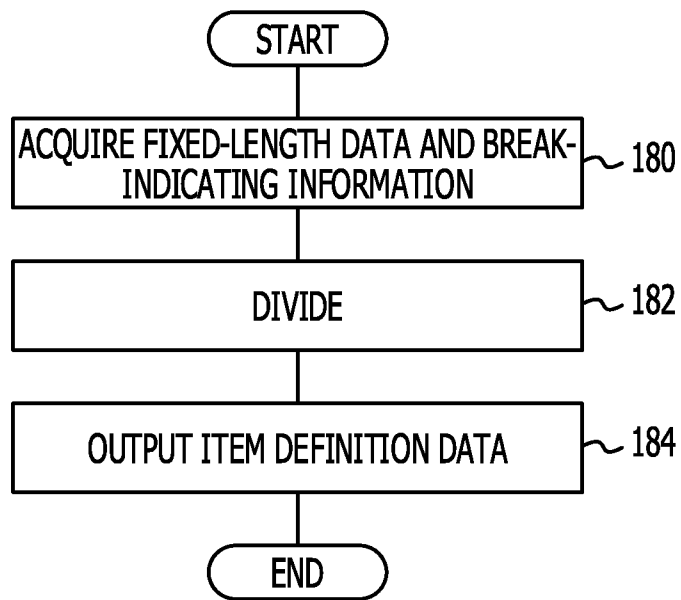 START
ACQUIRE FIXED-LENGTH DATA AND BREAK-
INDICATING INFORMATION
180
DIVIDE
182
OUTPUT ITEM DEFINITION DATA
184
END